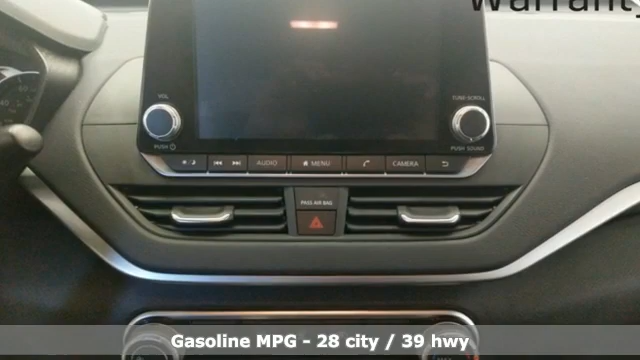 Warranty
VOL
TUNE·SCROLL
PUSH
PUSH SOUND
AUDIO
MENU
CAMERA
PASS AIR BAG
Gasoline MPG - 28 city / 39 hwy